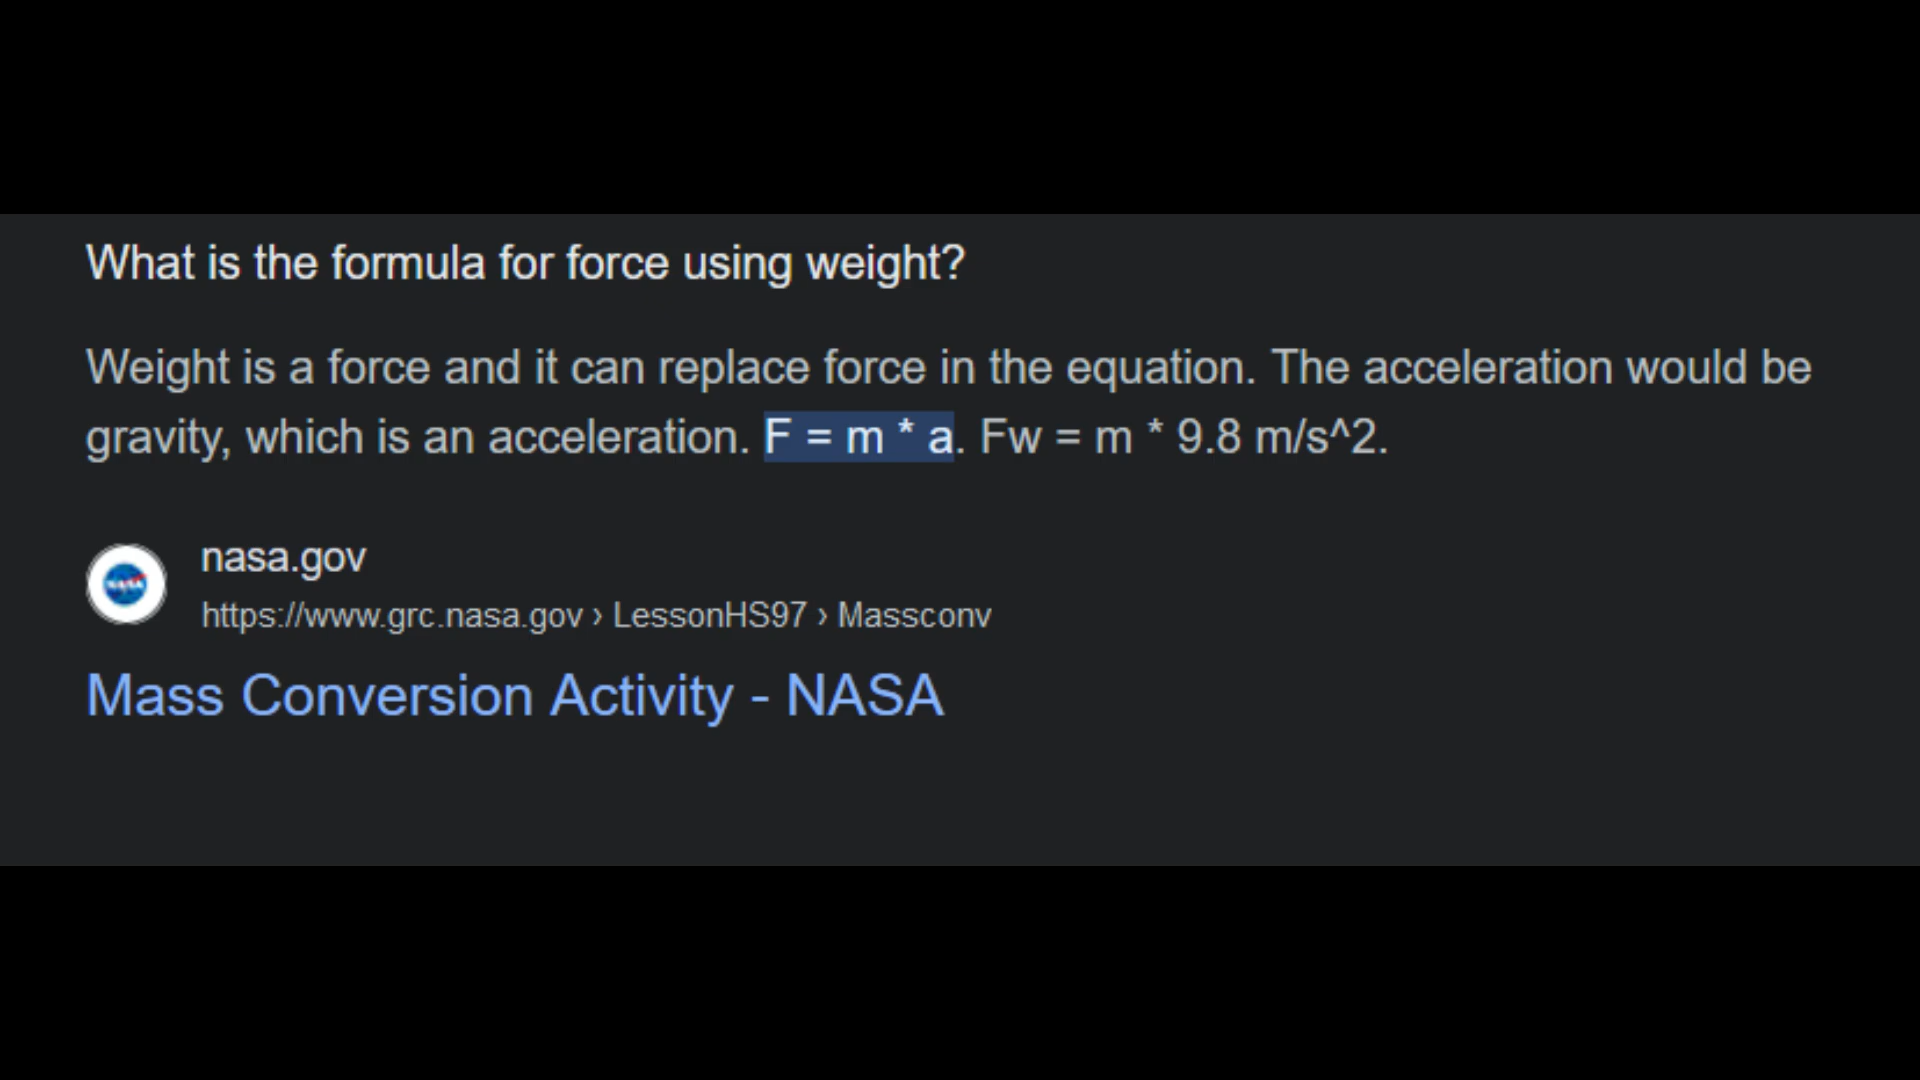 What is the formula for force using weight?
Weight is a force and it can replace force in the equation. The acceleration would be
gravity, which is an acceleration. F = m * a. Fw = m * 9.8 m/s^2.
NASA
nasa.gov
https://www.grc.nasa.gov › LessonHS97 › Massconv
Mass Conversion Activity - NASA